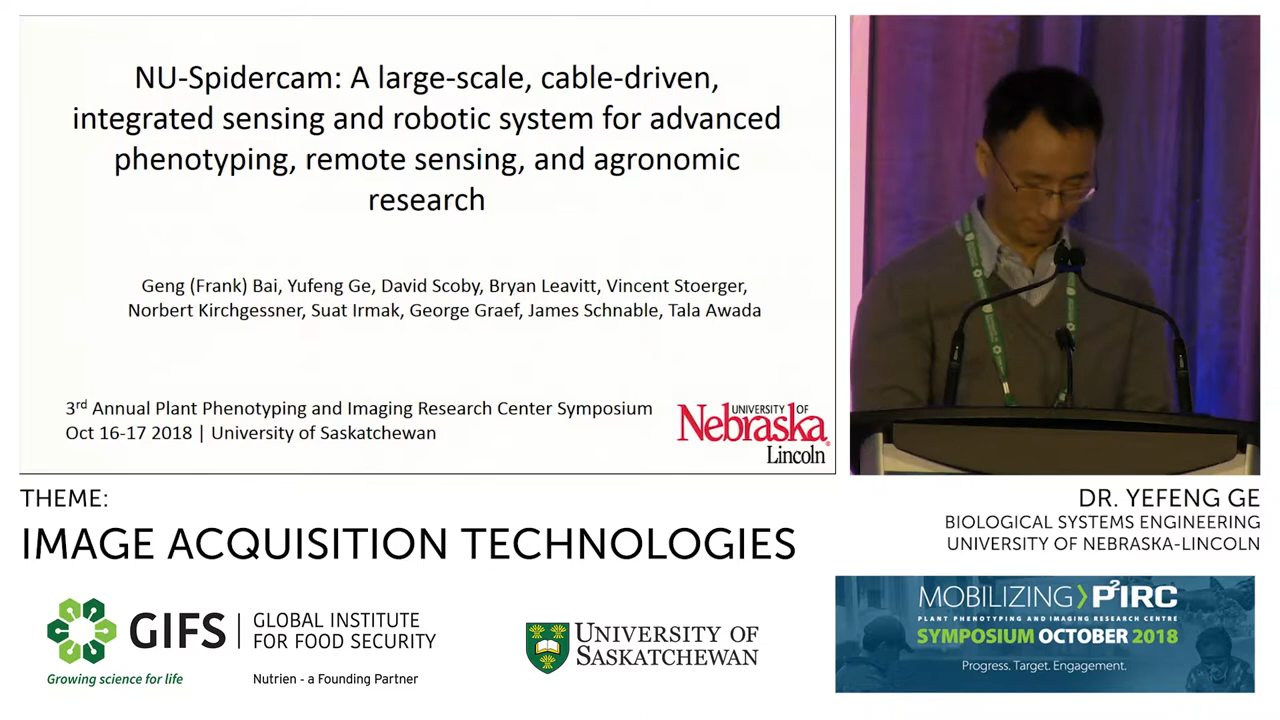 NU-Spidercam: A large-scale, cable-driven,
integrated sensing and robotic system for advanced
phenotyping, remote sensing, and agronomic
research
Geng (Frank) Bai, Yufeng Ge, David Scoby, Bryan Leavitt, Vincent Stoerger,
Norbert Kirchgessner, Suat Irmak, George Graef, James Schnable, Tala Awada
3rd Annual Plant Phenotyping and Imaging Research Center Symposium
Oct 16-17 2018 | University of Saskatchewan
UNIVERSITY OF
Nebraska
Lincoln
THEME:
IMAGE ACQUISITION TECHNOLOGIES
DR. YEFENG GE
BIOLOGICAL SYSTEMS ENGINEERING
UNIVERSITY OF NEBRASKA-LINCOLN
GIFS
GLOBAL INSTITUTE
FOR FOOD SECURITY
Growing science for life
Nutrien - a Founding Partner
UNIVERSITY OF
SASKATCHEWAN
MOBILIZING P²IRC
PLANT PHENOTYPING AND IMAGING RESEARCH CENTRE
SYMPOSIUM OCTOBER 2018
Progress. Target. Engagement.